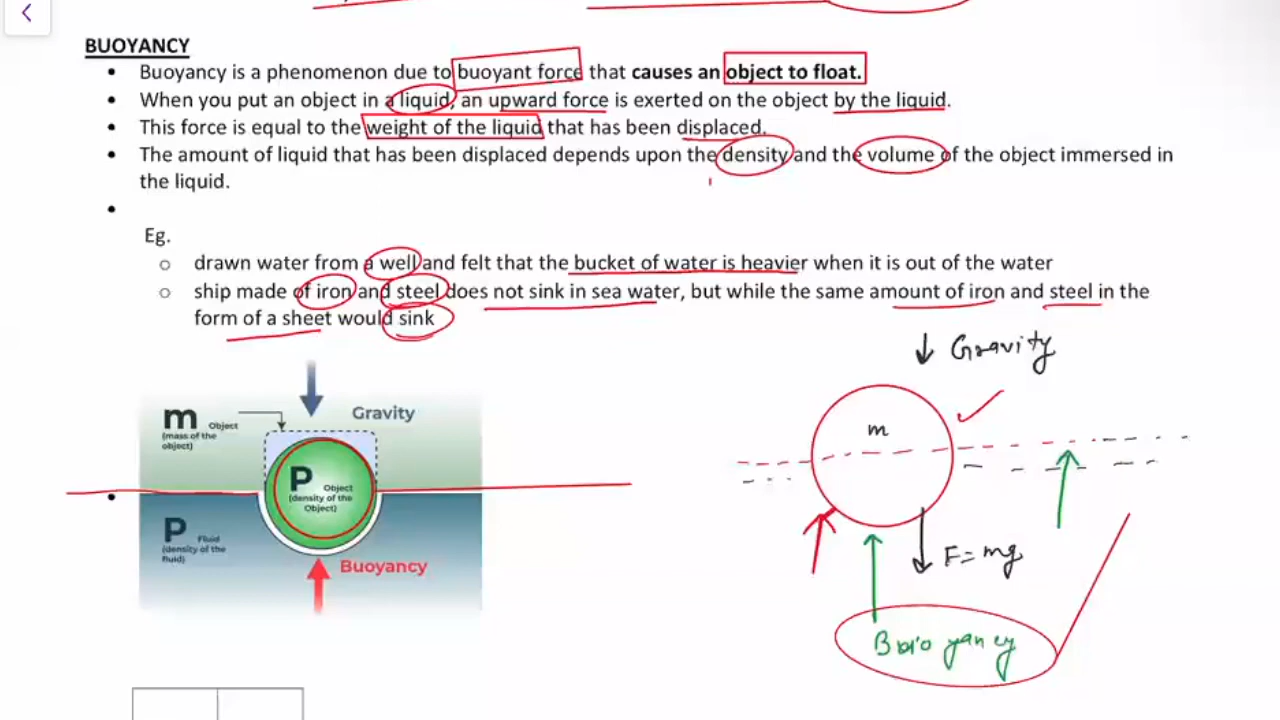 BUOYANCY
• Buoyancy is a phenomenon due to buoyant force that causes an object to float.
• When you put an object in a liquid, an upward force is exerted on the object by the liquid.
• This force is equal to the weight of the liquid that has been displaced.
• The amount of liquid that has been displaced depends upon the density and the volume of the object immersed in
the liquid.
•
Eg.
o drawn water from a well and felt that the bucket of water is heavier when it is out of the water
o ship made of iron and steel does not sink in sea water, but while the same amount of iron and steel in the
form of a sheet would sink
↓ Gravity
m Object
(mass of the
object)
Gravity
m
P Object
(density of the
Object)
•
P Fluid
(density of the
fluid)
Buoyancy
F = mg
Buoyancy